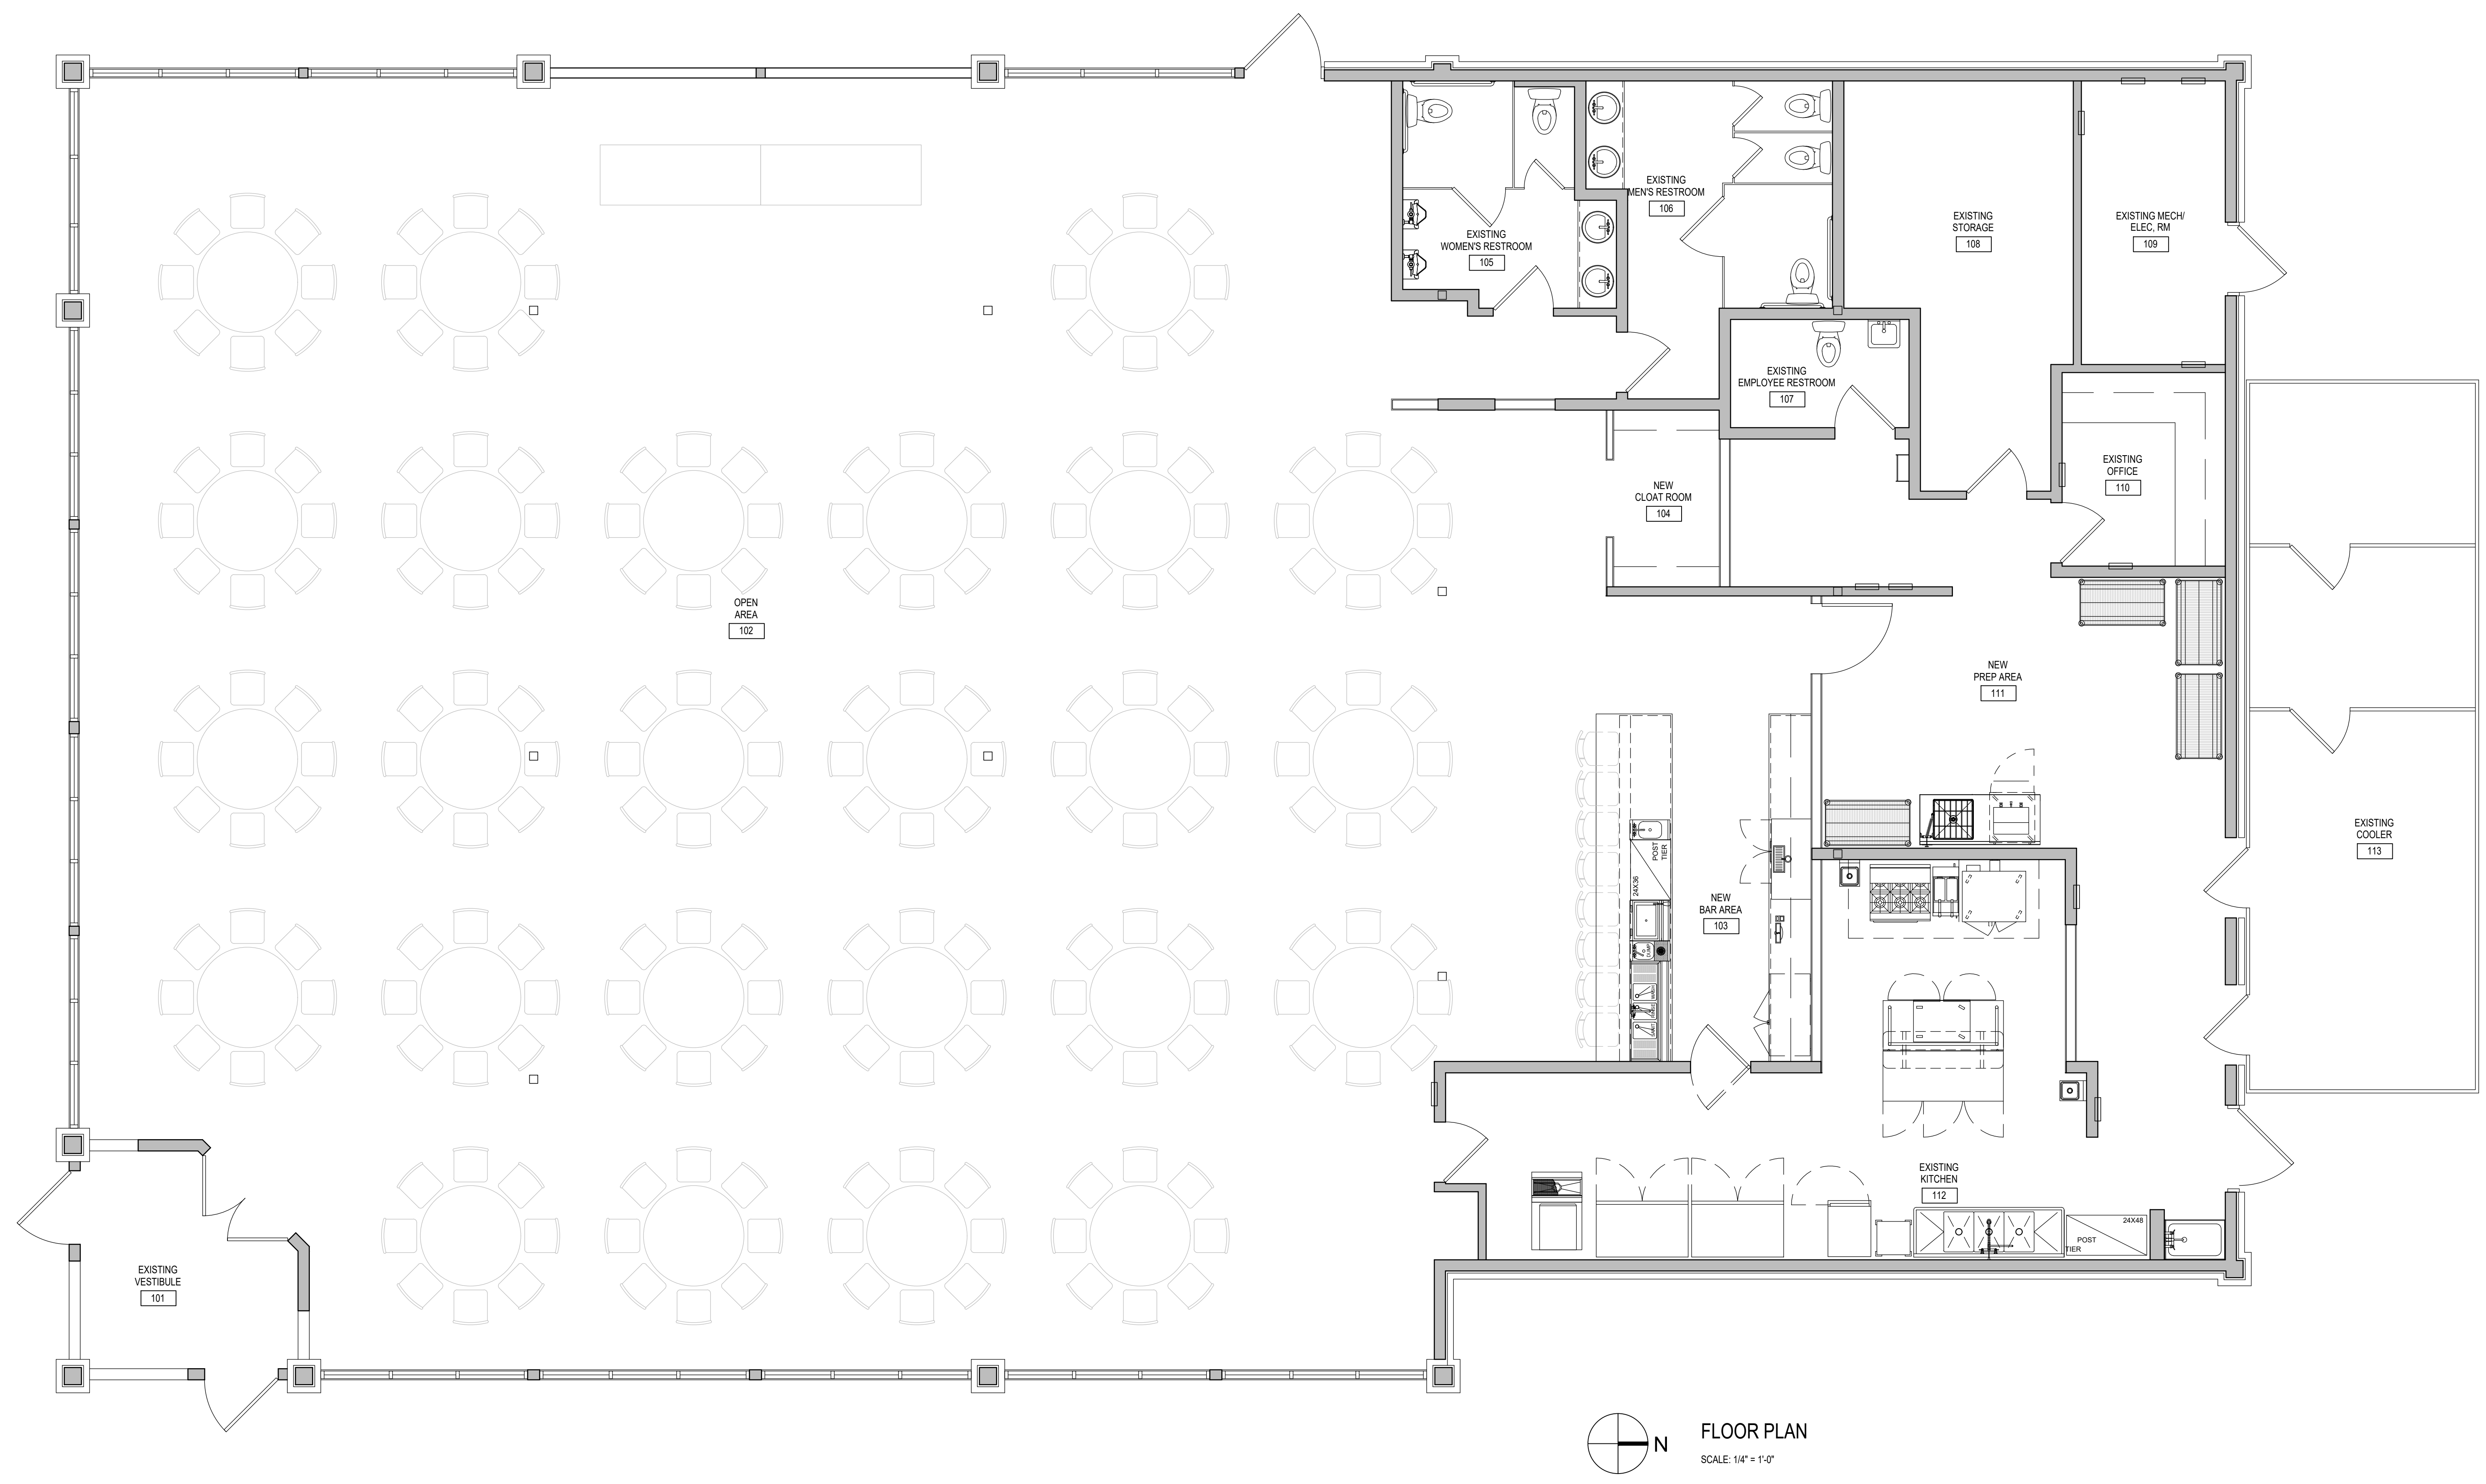 EXISTING
MEN'S RESTROOM
106
EXISTING
WOMEN'S RESTROOM
105
EXISTING
STORAGE
108
EXISTING MECH/
ELEC, RM
109
EXISTING
EMPLOYEE RESTROOM
107
NEW
CLOAT ROOM
104
EXISTING
OFFICE
110
OPEN
AREA
102
NEW
PREP AREA
111
EXISTING
COOLER
113
POST
TIER
24X36
NEW
BAR AREA
103
DUMP
EXISTING
KITCHEN
112
24X48
POST
TIER
EXISTING
VESTIBULE
101
N
FLOOR PLAN
SCALE: 1/4" = 1'-0"